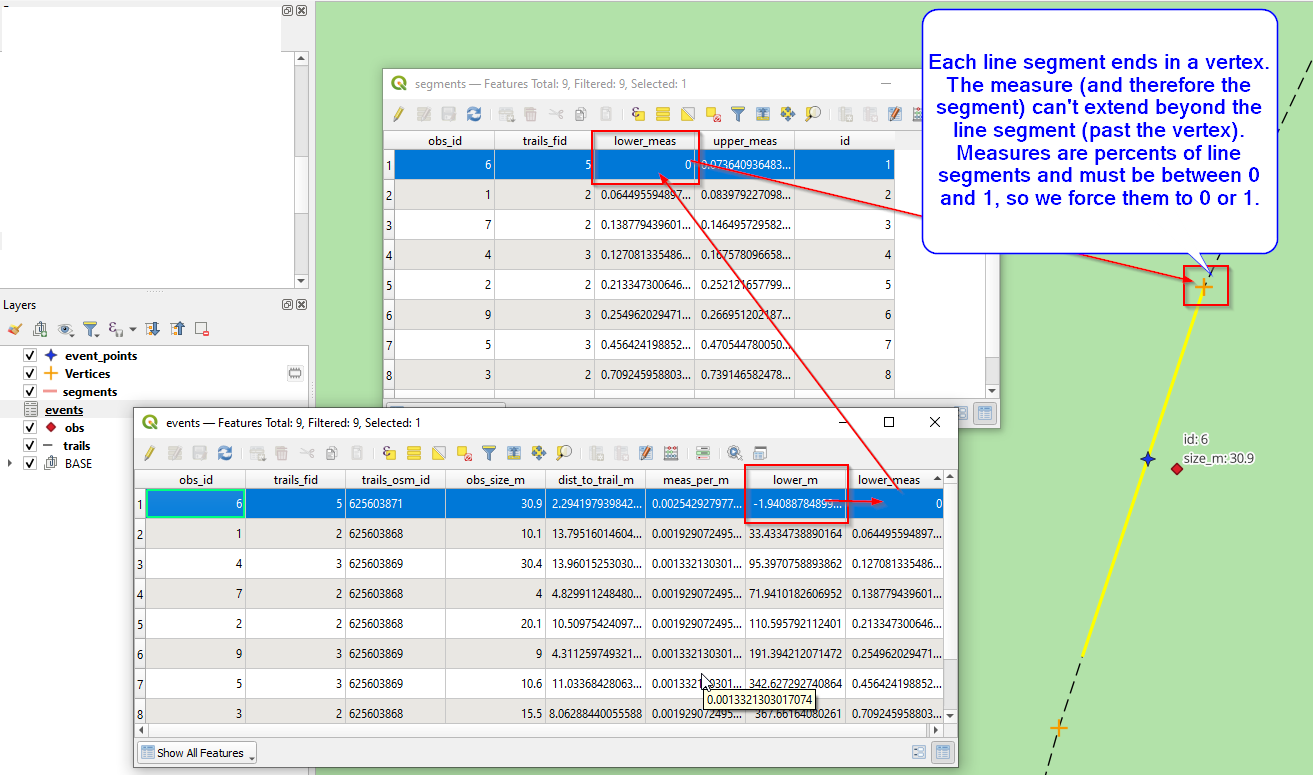 segments — Features Total: 9, Filtered: 9, Selected: 1
obs_id trails_fid lower_meas upper_meas id
1 6 5 0 0.073640936483... 1
2 1 2 0.064495594897... 0.083979227098... 2
3 7 2 0.138779439601... 0.146495729582... 3
4 4 3 0.127081335486... 0.167578096658... 4
5 2 2 0.213347300646... 0.252121657799... 5
6 9 3 0.254962029471... 0.266951202187... 6
7 5 3 0.456424198852... 0.470544780050... 7
8 3 2 0.709245958803... 0.739146582478... 8
Each line segment ends in a vertex.
The measure (and therefore the
segment) can't extend beyond the
line segment (past the vertex).
Measures are percents of line
segments and must be between 0
and 1, so we force them to 0 or 1.
Layers
event_points
Vertices
segments
events
obs
trails
BASE
events — Features Total: 9, Filtered: 9, Selected: 1
obs_id trails_fid trails_osm_id obs_size_m dist_to_trail_m meas_per_m lower_m lower_meas
1 6 5 625603871 30.9 2.294197939842... 0.002542927977... -1.94088784899... 0
2 1 2 625603868 10.1 13.79516014604... 0.001929072495... 33.4334738890164 0.064495594897...
3 4 3 625603869 30.4 13.96015253030... 0.001332130301... 95.3970758893862 0.127081335486...
4 7 2 625603868 4 4.829911248480... 0.001929072495... 71.9410182606952 0.138779439601...
5 2 2 625603868 20.1 10.50975424097... 0.001929072495... 110.595792112401 0.213347300646...
6 9 3 625603869 9 4.311259749321... 0.001332130301... 191.394212071472 0.254962029471...
7 5 3 625603869 10.6 11.03368428063... 0.001332130301... 342.627292740864 0.456424198852...
8 3 2 625603868 15.5 8.06288440055588 0.001929072495... 367.66164080261 0.709245958803...
0.0013321303017074
Show All Features
id: 6
size_m: 30.9